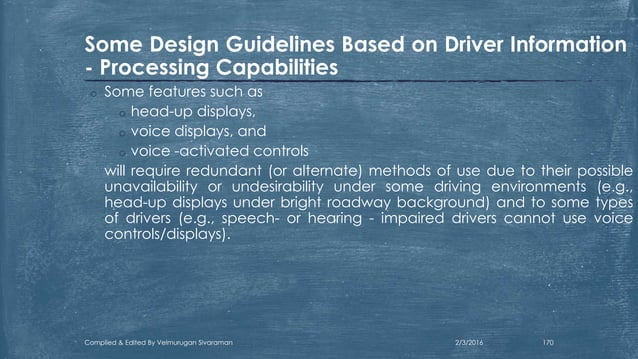 Some Design Guidelines Based on Driver Information
- Processing Capabilities
o Some features such as
o head-up displays,
o voice displays, and
o voice -activated controls
will require redundant (or alternate) methods of use due to their possible
unavailability or undesirability under some driving environments (e.g.,
head-up displays under bright roadway background) and to some types
of drivers (e.g., speech- or hearing - impaired drivers cannot use voice
controls/displays).
Complied & Edited By Velmurugan Sivaraman 2/3/2016 170